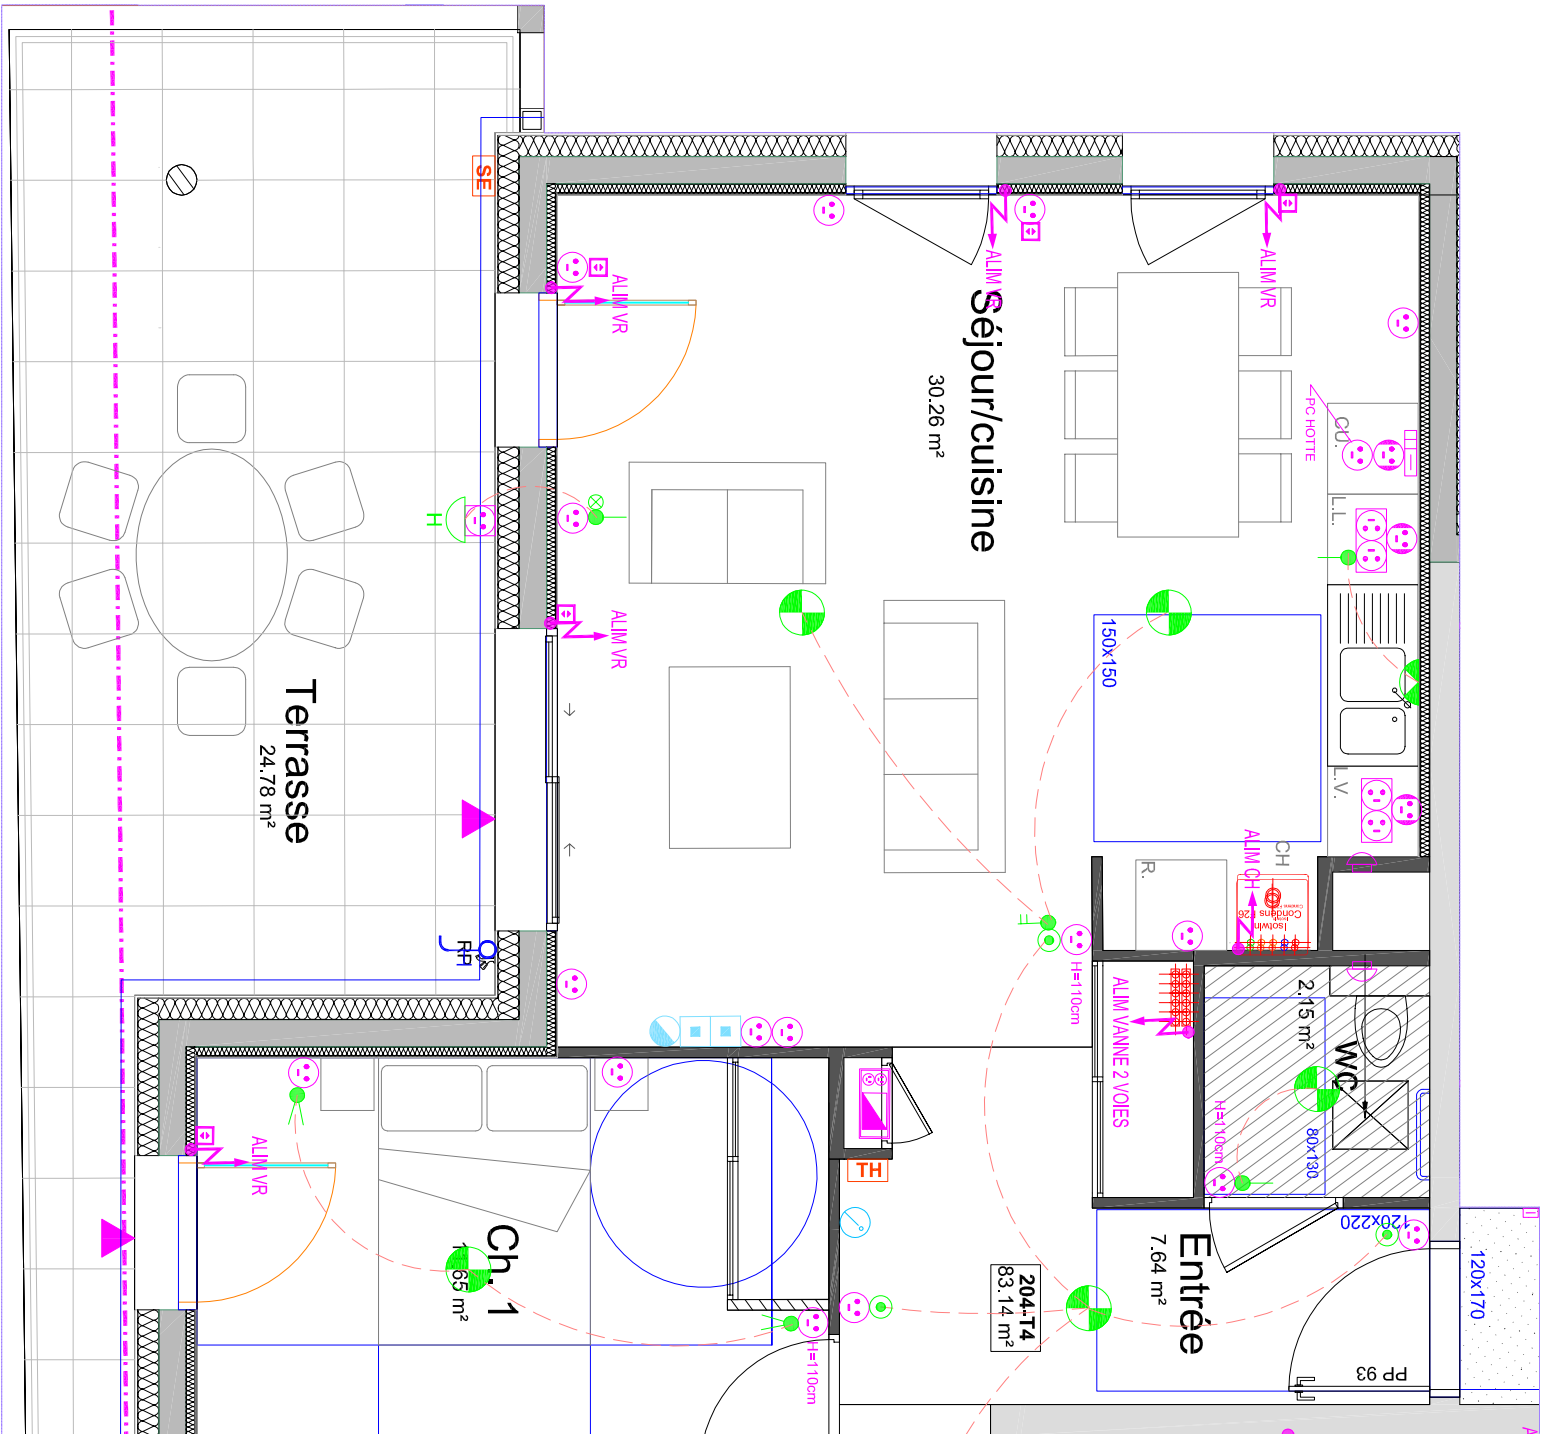 SE
ALIM VR
ALIM VR
ALIM VR
Séjour/cuisine
30.26 m²
PC HOTTE
CU.
L.L.
H
ALIM VR
150x150
Terrasse
24.78 m²
L.V.
CH
ALIM CH
R.
Condens F26
Isotwin
H=110cm
ALIM VANNE 2 VOIES
2.15 m²
WC
H=110cm
80x130
TH
ALIM VR
Ch. 1
65 m²
H=110cm
204-T4
83.14 m²
Entrée
7.64 m²
120x220
120x170
PP 93